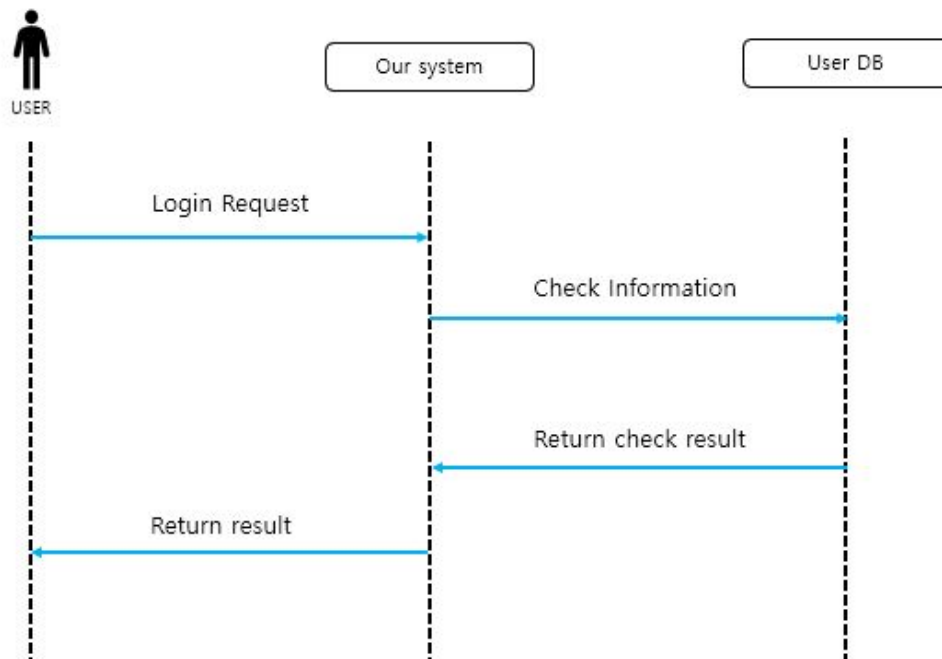 Our system
User DB
USER
Login Request
Check Information
Return check result
Return result